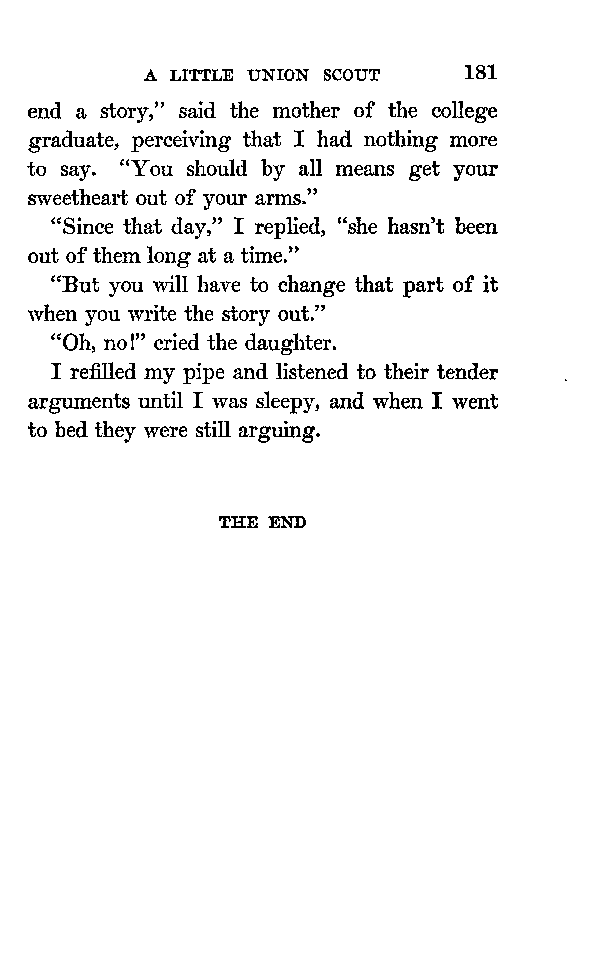 A LITTLE UNION SCOUT 181
end a story,” said the mother of the college
graduate, perceiving that I had nothing more
to say. “You should by all means get your
sweetheart out of your arms.”
“Since that day,” I replied, “she hasn’t been
out of them long at a time.”
“But you will have to change that part of it
when you write the story out.”
“Oh, no!” cried the daughter.
I refilled my pipe and listened to their tender
arguments until I was sleepy, and when I went
to bed they were still arguing.
THE END